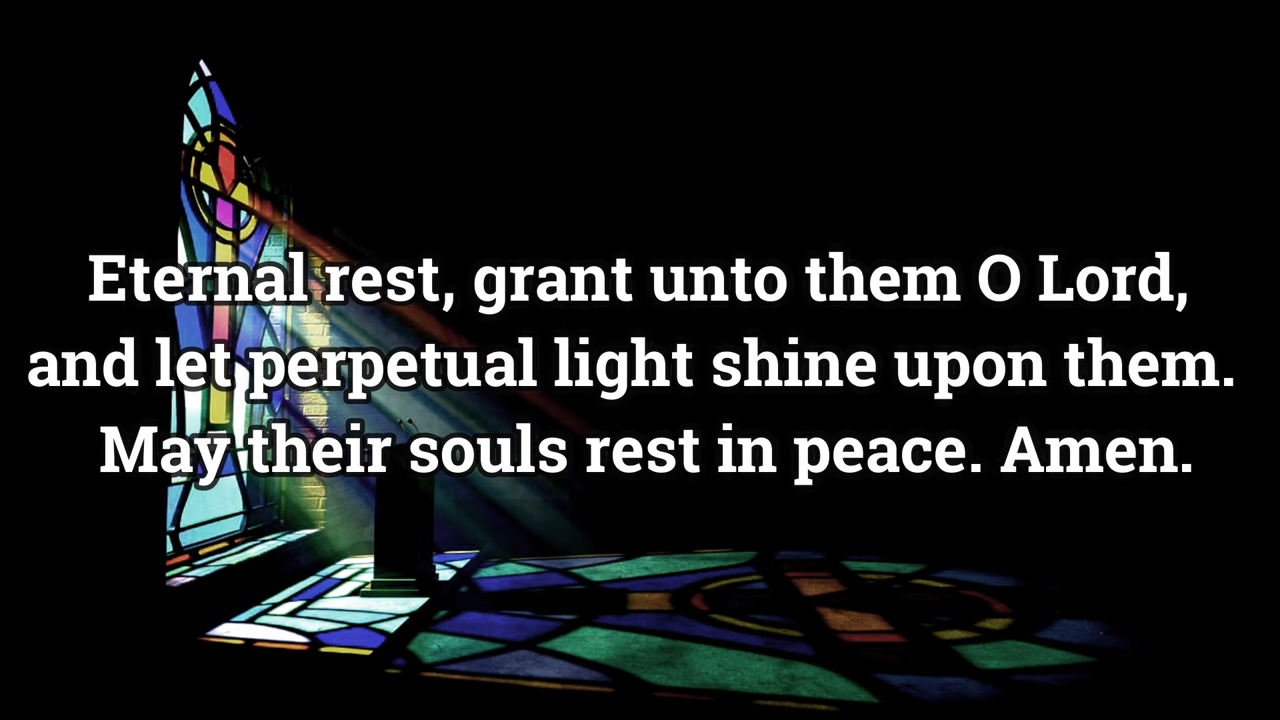 Eternal rest, grant unto them O Lord,
and let perpetual light shine upon them.
May their souls rest in peace. Amen.